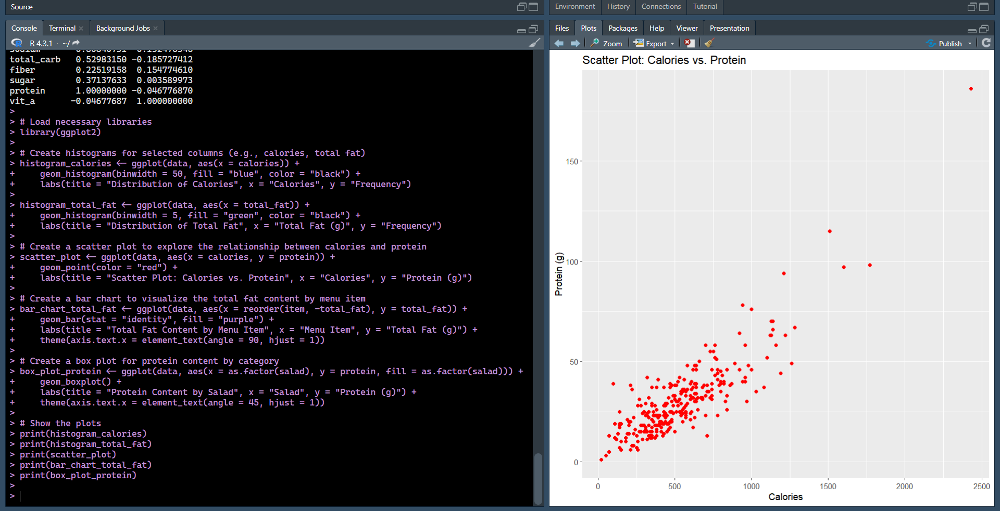 Source
Console
Terminal
Background Jobs
R 4.3.1 · ~/
total_carb   0.52983150 -0.185727412
fiber        0.22519158  0.154774610
sugar        0.37137633  0.003589973
protein      1.00000000 -0.046776870
vit_a       -0.04677687  1.000000000
>
> # Load necessary libraries
> library(ggplot2)
>
> # Create histograms for selected columns (e.g., calories, total fat)
> histogram_calories <- ggplot(data, aes(x = calories)) +
+     geom_histogram(binwidth = 50, fill = "blue", color = "black") +
+     labs(title = "Distribution of Calories", x = "Calories", y = "Frequency")
>
> histogram_total_fat <- ggplot(data, aes(x = total_fat)) +
+     geom_histogram(binwidth = 5, fill = "green", color = "black") +
+     labs(title = "Distribution of Total Fat", x = "Total Fat (g)", y = "Frequency")
>
> # Create a scatter plot to explore the relationship between calories and protein
> scatter_plot <- ggplot(data, aes(x = calories, y = protein)) +
+     geom_point(color = "red") +
+     labs(title = "Scatter Plot: Calories vs. Protein", x = "Calories", y = "Protein (g)")
>
> # Create a bar chart to visualize the total fat content by menu item
> bar_chart_total_fat <- ggplot(data, aes(x = reorder(item, -total_fat), y = total_fat)) +
+     geom_bar(stat = "identity", fill = "purple") +
+     labs(title = "Total Fat Content by Menu Item", x = "Menu Item", y = "Total Fat (g)") +
+     theme(axis.text.x = element_text(angle = 90, hjust = 1))
>
> # Create a box plot for protein content by category
> box_plot_protein <- ggplot(data, aes(x = as.factor(salad), y = protein, fill = as.factor(salad))) +
+     geom_boxplot() +
+     labs(title = "Protein Content by Salad", x = "Salad", y = "Protein (g)") +
+     theme(axis.text.x = element_text(angle = 45, hjust = 1))
>
> # Show the plots
> print(histogram_calories)
> print(histogram_total_fat)
> print(scatter_plot)
> print(bar_chart_total_fat)
> print(box_plot_protein)
>
>
Environment History Connections Tutorial
Files Plots Packages Help Viewer Presentation
Zoom Export Publish
Scatter Plot: Calories vs. Protein
150
100
50
0
Protein (g)
0 500 1000 1500 2000 2500
Calories